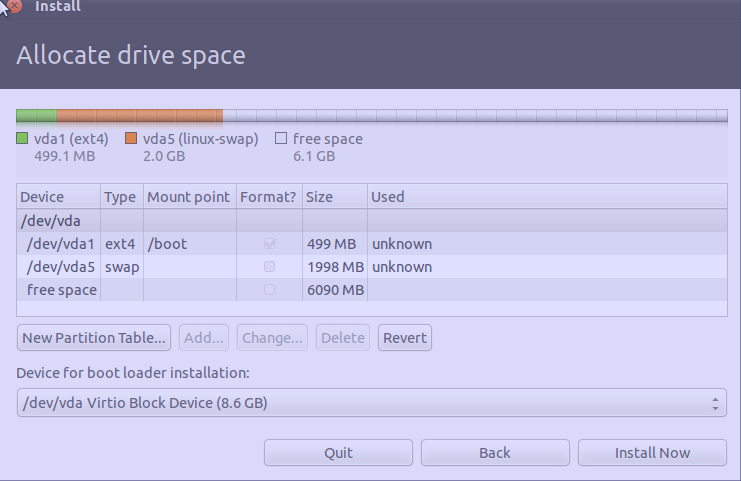 Install
Allocate drive space
vda1 (ext4) vda5 (linux-swap) free space
499.1 MB 2.0 GB 6.1 GB
Device Type Mount point Format? Size Used
/dev/vda
/dev/vda1 ext4 /boot 499 MB unknown
/dev/vda5 swap 1998 MB unknown
free space 6090 MB
New Partition Table... Add... Change... Delete Revert
Device for boot loader installation:
/dev/vda Virtio Block Device (8.6 GB)
Quit Back Install Now